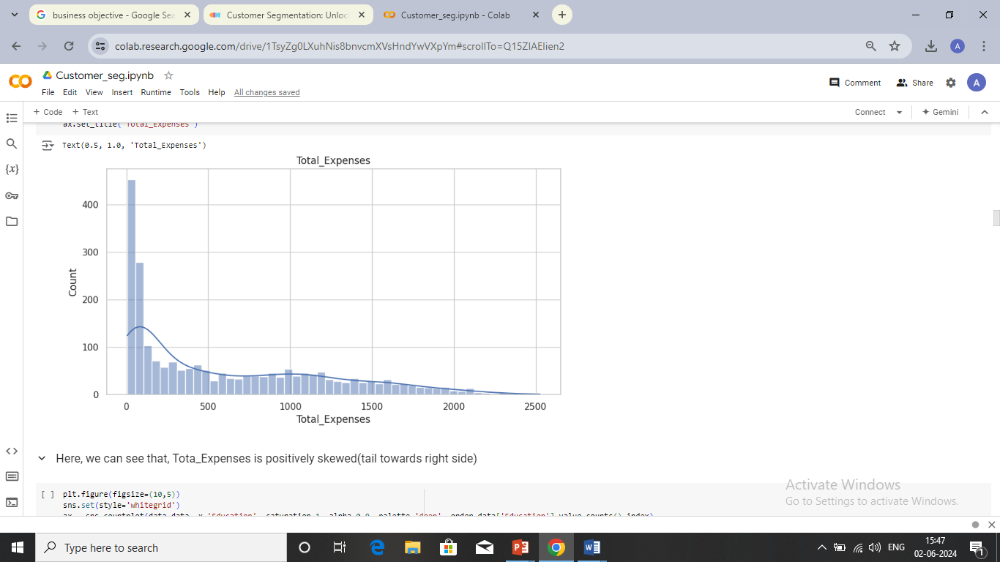 business objective - Google Sea
Customer Segmentation: Unloc
Customer_seg.ipynb - Colab
colab.research.google.com/drive/1TsyZg0LXuhNis8bnvcmXVsHndYwVXpYm#scrollTo=Q15ZIAElien2
A
CO Customer_seg.ipynb
File Edit View Insert Runtime Tools Help All changes saved
Comment Share A
+ Code + Text Connect Gemini
ax.set_title('Total_Expenses')
Text(0.5, 1.0, 'Total_Expenses')
Total_Expenses
400
300
200
100
0
Count
0 500 1000 1500 2000 2500
Total_Expenses
Here, we can see that, Tota_Expenses is positively skewed(tail towards right side)
[ ] plt.figure(figsize=(10,5))
sns.set(style='whitegrid')
ax = sns.countplot(data=data, x='Education', saturation=1, alpha=0.9, palette='deep', order=data['Education'].value_counts().index)
Activate Windows
Go to Settings to activate Windows.
Type here to search
ENG
15:47
02-06-2024
1